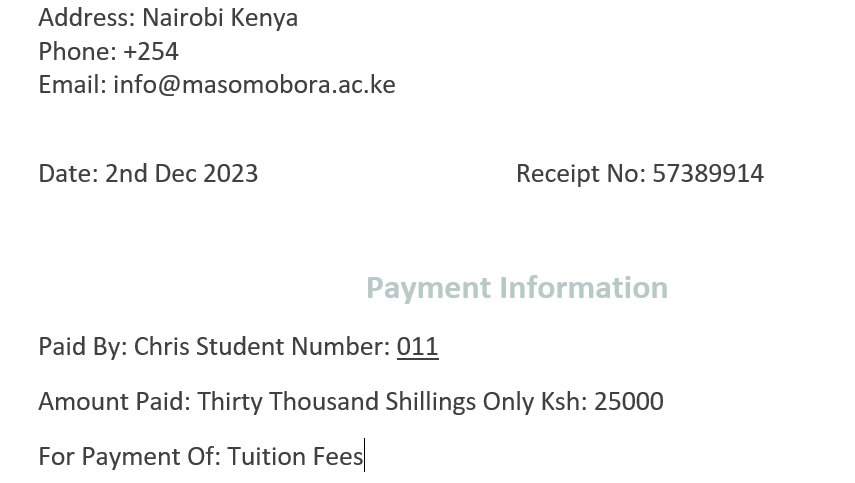 Address: Nairobi Kenya
Phone: +254
Email: info@masomobora.ac.ke
Date: 2nd Dec 2023 Receipt No: 57389914
Payment Information
Paid By: Chris Student Number: 011
Amount Paid: Thirty Thousand Shillings Only Ksh: 25000
For Payment Of: Tuition Fees